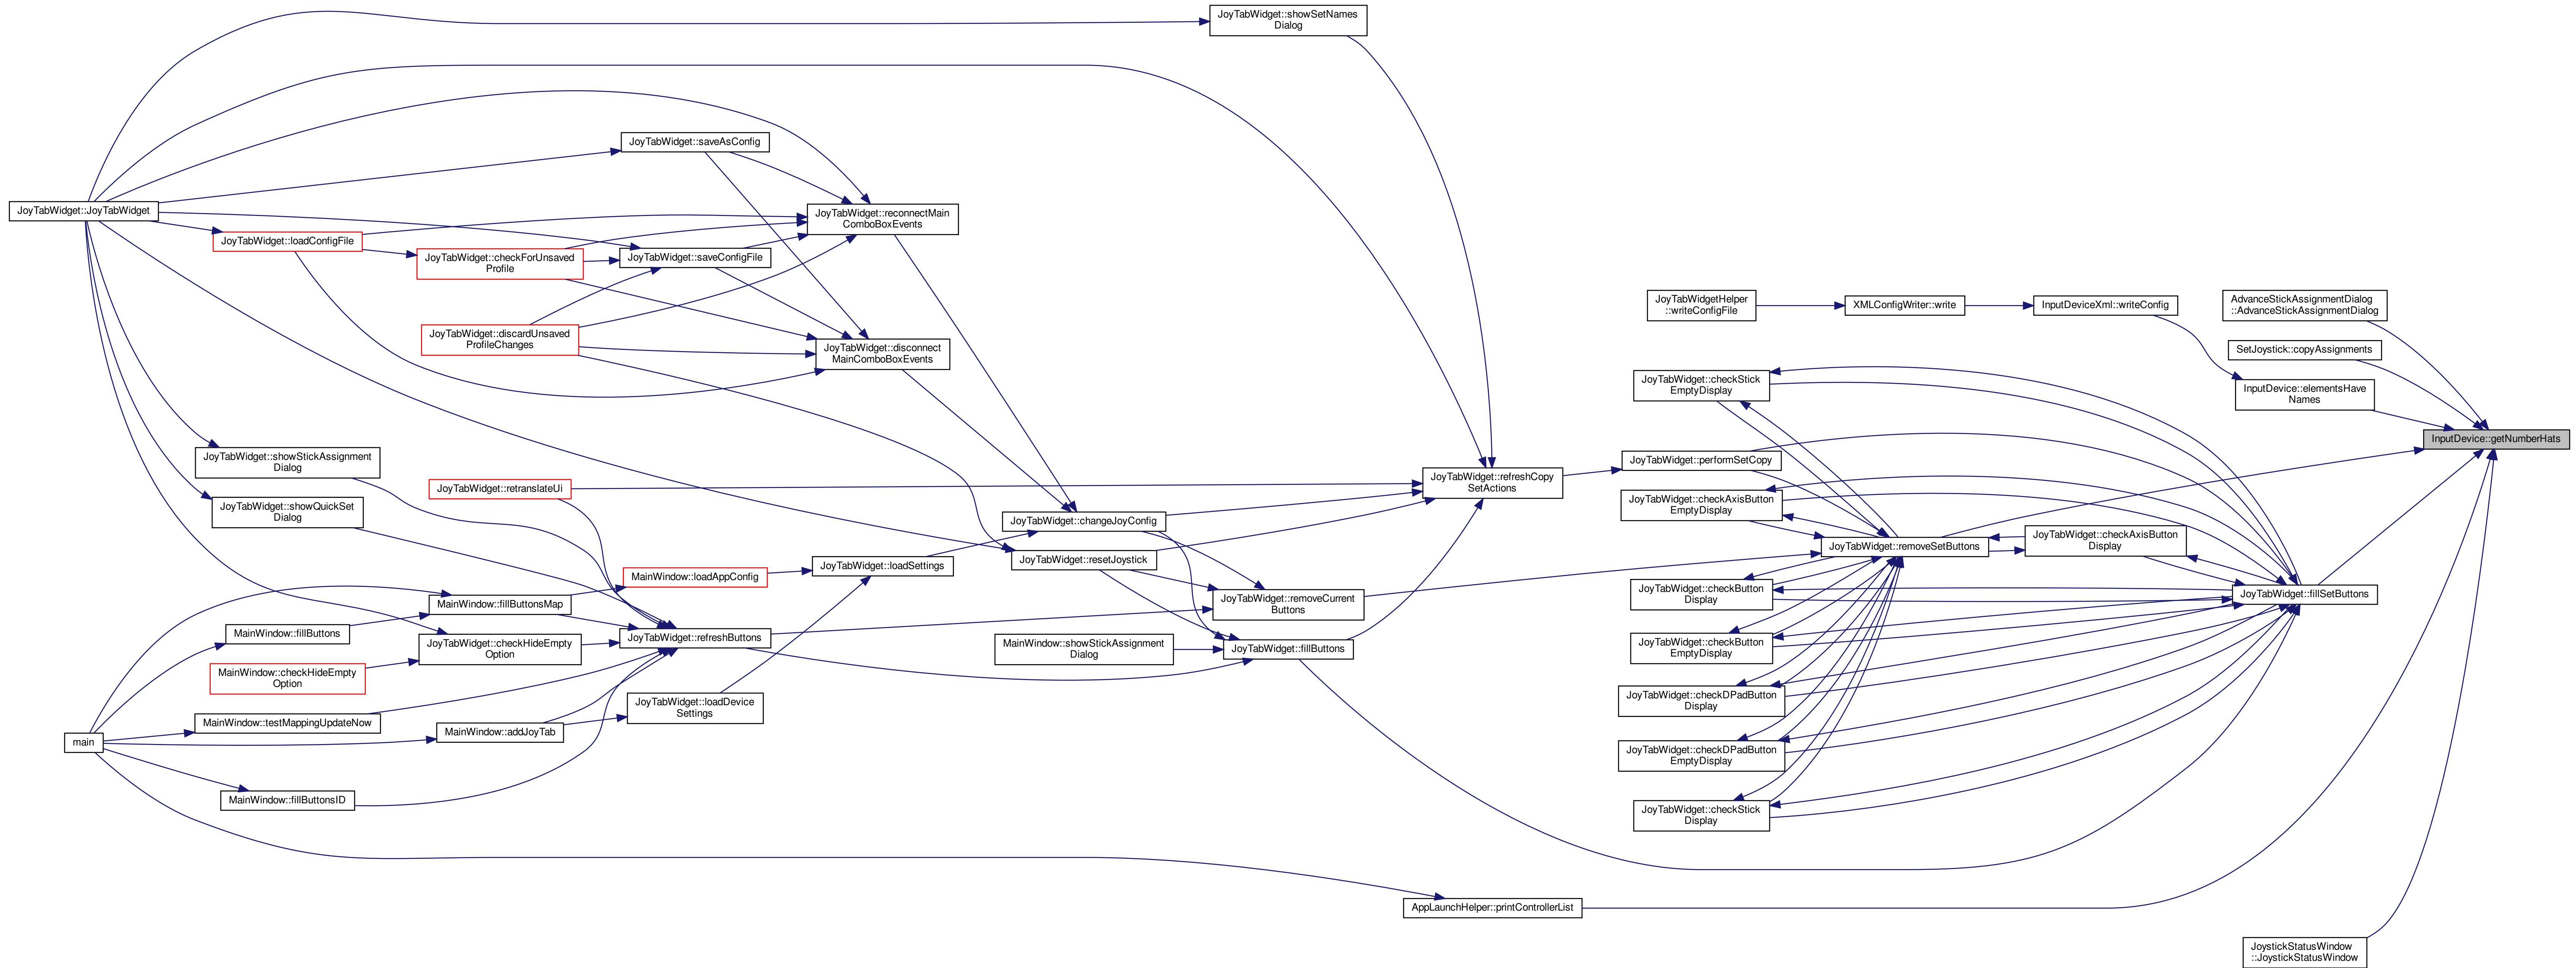 JoyTabWidget::showSetNames
Dialog
JoyTabWidget::saveAsConfig
JoyTabWidget::JoyTabWidget
JoyTabWidget::reconnectMain
ComboBoxEvents
JoyTabWidget::loadConfigFile
JoyTabWidget::checkForUnsaved
Profile
JoyTabWidget::saveConfigFile
JoyTabWidget::discardUnsaved
ProfileChanges
JoyTabWidget::disconnect
MainComboBoxEvents
JoyTabWidgetHelper
::writeConfigFile
XMLConfigWriter::write
InputDeviceXml::writeConfig
AdvanceStickAssignmentDialog
::AdvanceStickAssignmentDialog
SetJoystick::copyAssignments
InputDevice::elementsHave
Names
InputDevice::getNumberHats
JoyTabWidget::checkStick
EmptyDisplay
JoyTabWidget::showStickAssignment
Dialog
JoyTabWidget::retranslateUi
JoyTabWidget::showQuickSet
Dialog
JoyTabWidget::refreshCopy
SetActions
JoyTabWidget::performSetCopy
JoyTabWidget::checkAxisButton
EmptyDisplay
JoyTabWidget::changeJoyConfig
JoyTabWidget::resetJoystick
JoyTabWidget::loadSettings
MainWindow::loadAppConfig
JoyTabWidget::removeSetButtons
JoyTabWidget::checkAxisButton
Display
JoyTabWidget::checkButton
Display
JoyTabWidget::fillSetButtons
MainWindow::fillButtonsMap
JoyTabWidget::removeCurrent
Buttons
MainWindow::fillButtons
JoyTabWidget::checkHideEmpty
Option
JoyTabWidget::refreshButtons
MainWindow::showStickAssignment
Dialog
JoyTabWidget::fillButtons
JoyTabWidget::checkButton
EmptyDisplay
MainWindow::checkHideEmpty
Option
JoyTabWidget::loadDevice
Settings
JoyTabWidget::checkDPadButton
Display
MainWindow::testMappingUpdateNow
MainWindow::addJoyTab
main
JoyTabWidget::checkDPadButton
EmptyDisplay
MainWindow::fillButtonsID
JoyTabWidget::checkStick
Display
AppLaunchHelper::printControllerList
JoystickStatusWindow
::JoystickStatusWindow